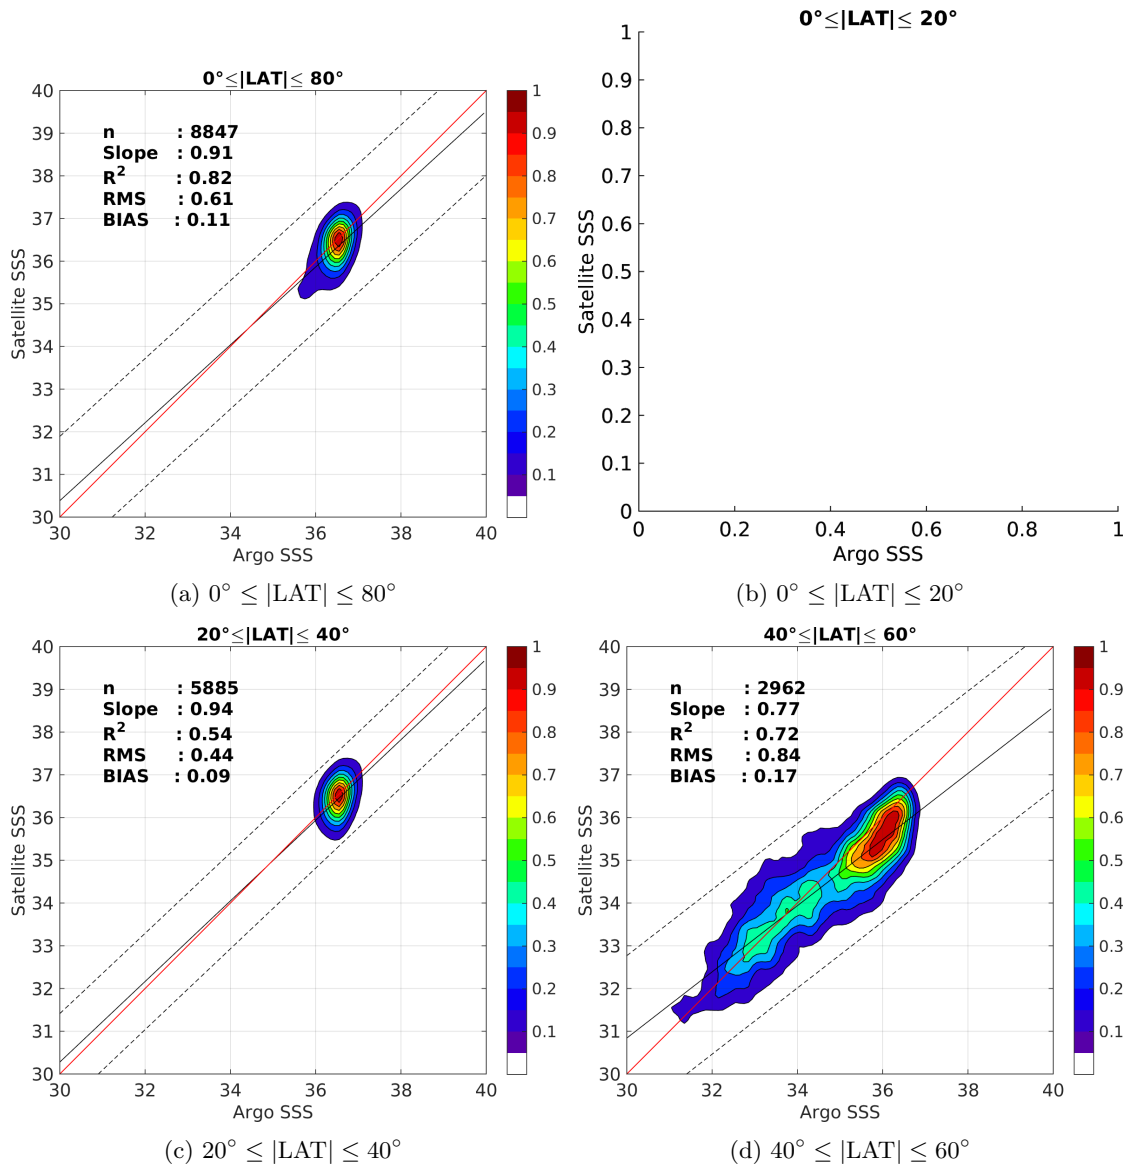 0°≤|LAT|≤ 80°
40
39
38
37
36
35
34
33
32
31
30
30 32 34 36 38 40
Satellite SSS
Argo SSS
n : 8847
Slope : 0.91
R² : 0.82
RMS : 0.61
BIAS : 0.11
1
0.9
0.8
0.7
0.6
0.5
0.4
0.3
0.2
0.1
(a) 0° ≤ |LAT| ≤ 80°
0°≤|LAT|≤ 20°
1
0.9
0.8
0.7
0.6
0.5
0.4
0.3
0.2
0.1
0
0 0.2 0.4 0.6 0.8 1
Satellite SSS
Argo SSS
(b) 0° ≤ |LAT| ≤ 20°
20°≤|LAT|≤ 40°
40
39
38
37
36
35
34
33
32
31
30
30 32 34 36 38 40
Satellite SSS
Argo SSS
n : 5885
Slope : 0.94
R² : 0.54
RMS : 0.44
BIAS : 0.09
1
0.9
0.8
0.7
0.6
0.5
0.4
0.3
0.2
0.1
(c) 20° ≤ |LAT| ≤ 40°
40°≤|LAT|≤ 60°
40
39
38
37
36
35
34
33
32
31
30
30 32 34 36 38 40
Satellite SSS
Argo SSS
n : 2962
Slope : 0.77
R² : 0.72
RMS : 0.84
BIAS : 0.17
1
0.9
0.8
0.7
0.6
0.5
0.4
0.3
0.2
0.1
(d) 40° ≤ |LAT| ≤ 60°